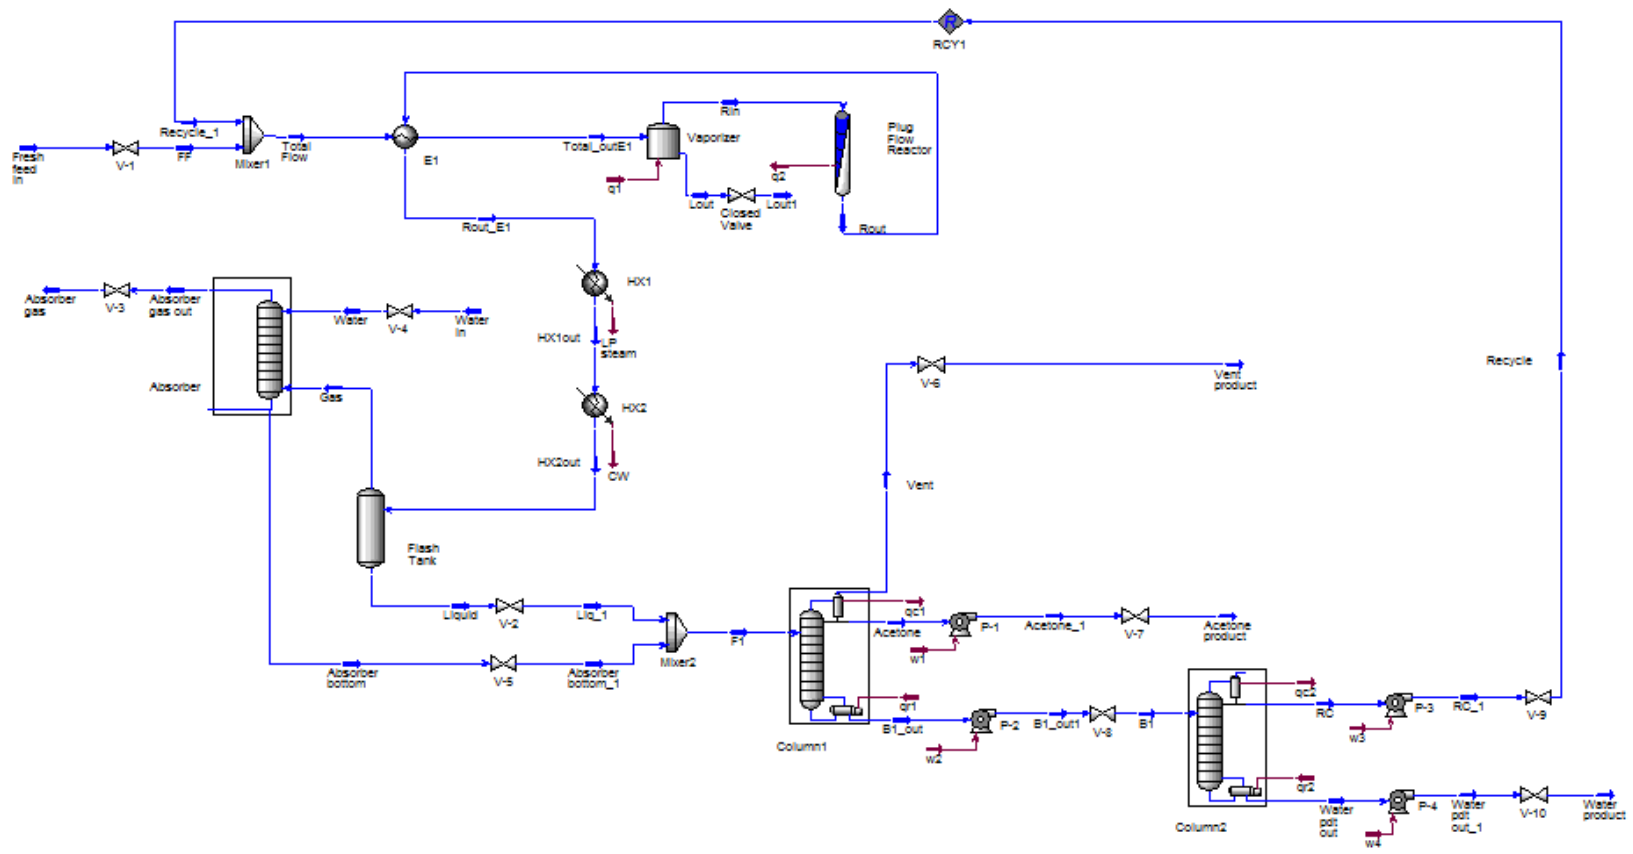 R
RCY1
Recycle_1
Fresh
feed
in
V-1
FF
Mixer1
Total
Flow
E1
Total_outE1
Vaporizer
Rin
q1
Lout
Closed
Valve
Lout1
q2
Plug
Flow
Reactor
Rout
Rout_E1
HX1
HX1out
LP
steam
HX2
HX2out
CW
Absorber
gas
V-3
Absorber
gas out
Water
V-4
Water
in
Absorber
Gas
Flash
Tank
Liquid
V-2
Liq_1
Absorber
bottom
V-5
Absorber
bottom_1
Mixer2
F1
Column1
Vent
V-6
Vent
product
Recycle
qc1
Acetone
w1
P-1
Acetone_1
V-7
Acetone
product
qr1
B1_out
w2
P-2
B1_out1
V-8
B1
Column2
qc2
RC
w3
P-3
RC_1
V-9
qr2
Water
pdt
out
w4
P-4
Water
pdt
out_1
V-10
Water
product